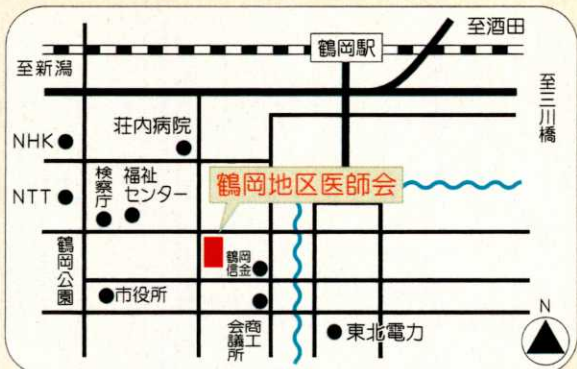 至酒田
鶴岡駅
至新潟
至三川橋
荘内病院
NHK
検察庁
福祉
センター
鶴岡地区医師会
NTT
鶴岡公園
鶴岡
信金
市役所
商工
会議所
東北電力
N